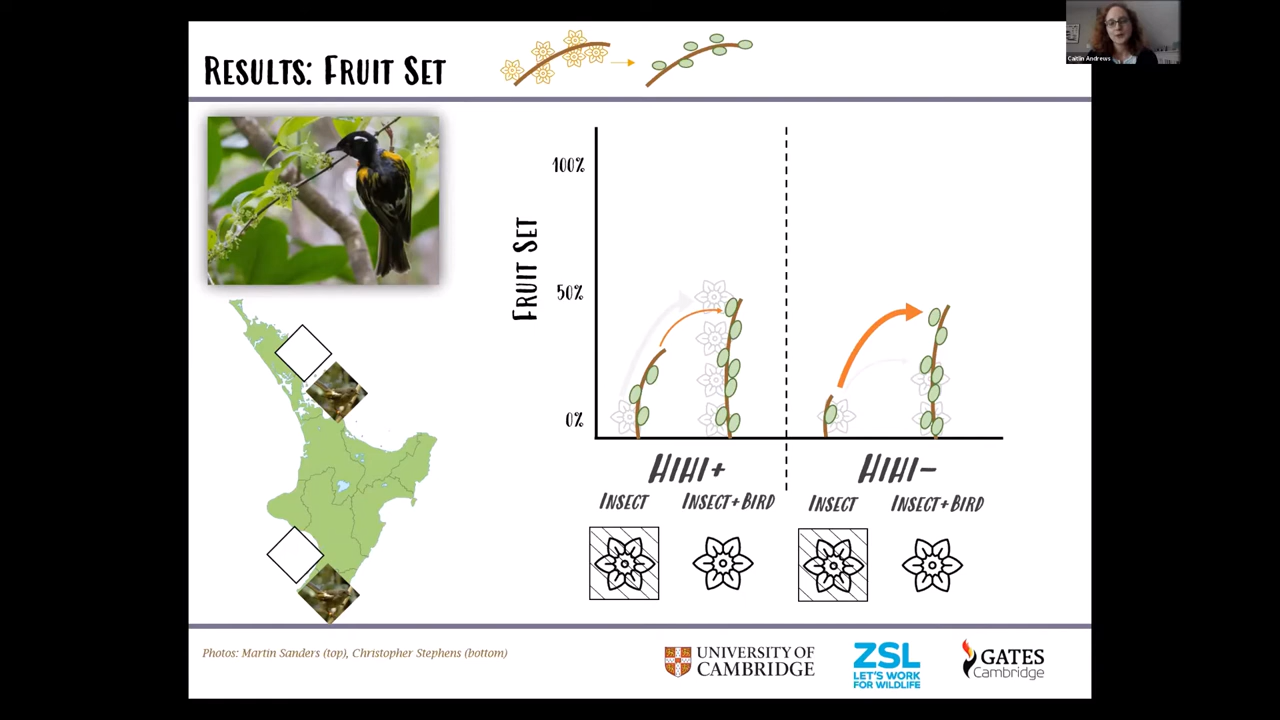 Results: Fruit Set
Caitlin Andrews
100%
50%
0%
Fruit Set
Hihi+
Hihi-
Insect
Insect+Bird
Insect
Insect+Bird
Photos: Martin Sanders (top), Christopher Stephens (bottom)
UNIVERSITY OF
CAMBRIDGE
ZSL
LET'S WORK
FOR WILDLIFE
GATES
Cambridge